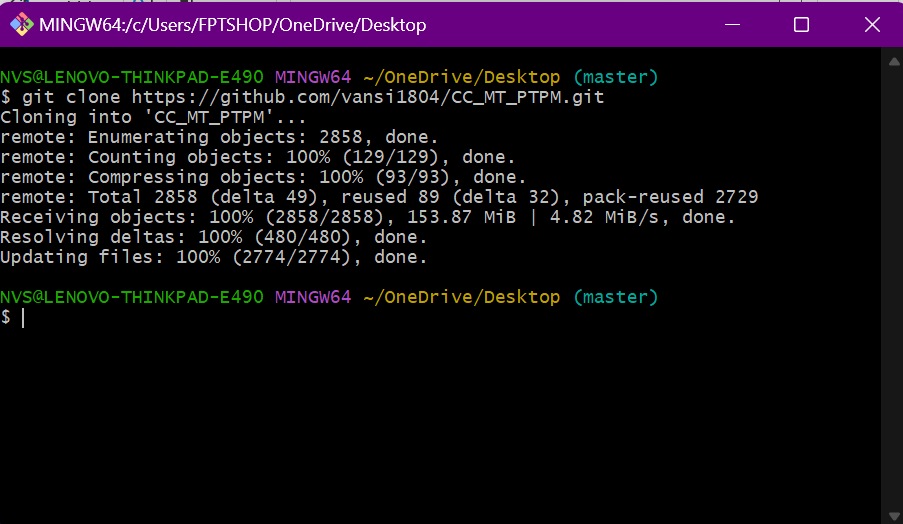 MINGW64:/c/Users/FPTSHOP/OneDrive/Desktop
NVS@LENOVO-THINKPAD-E490 MINGW64 ~/OneDrive/Desktop (master)
$ git clone https://github.com/vansi1804/CC_MT_PTPM.git
Cloning into 'CC_MT_PTPM'...
remote: Enumerating objects: 2858, done.
remote: Counting objects: 100% (129/129), done.
remote: Compressing objects: 100% (93/93), done.
remote: Total 2858 (delta 49), reused 89 (delta 32), pack-reused 2729
Receiving objects: 100% (2858/2858), 153.87 MiB | 4.82 MiB/s, done.
Resolving deltas: 100% (480/480), done.
Updating files: 100% (2774/2774), done.
NVS@LENOVO-THINKPAD-E490 MINGW64 ~/OneDrive/Desktop (master)
$